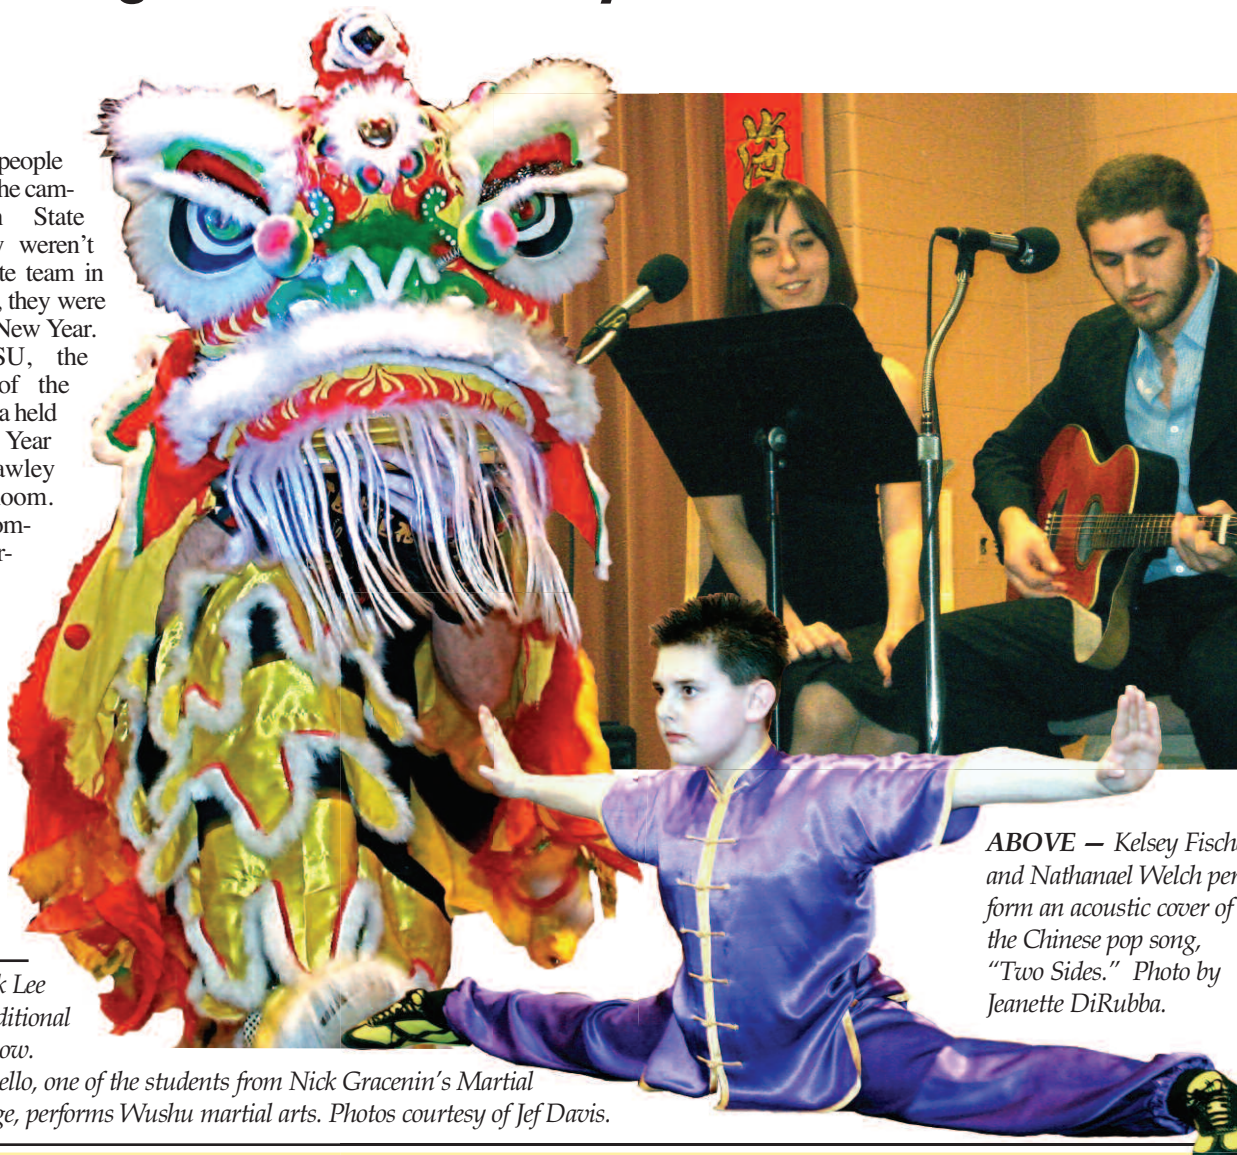 people
he cam-
State
weren't
te team in
, they were
New Year.
SU, the
of the
a held
Year
awley
oom.
om-
r-
ABOVE — Kelsey Fisch
and Nathanael Welch per
form an acoustic cover of
the Chinese pop song,
"Two Sides." Photo by
Jeanette DiRubba.
k Lee
ditional
ow.
ello, one of the students from Nick Gracenin's Martial
ge, performs Wushu martial arts. Photos courtesy of Jef Davis.